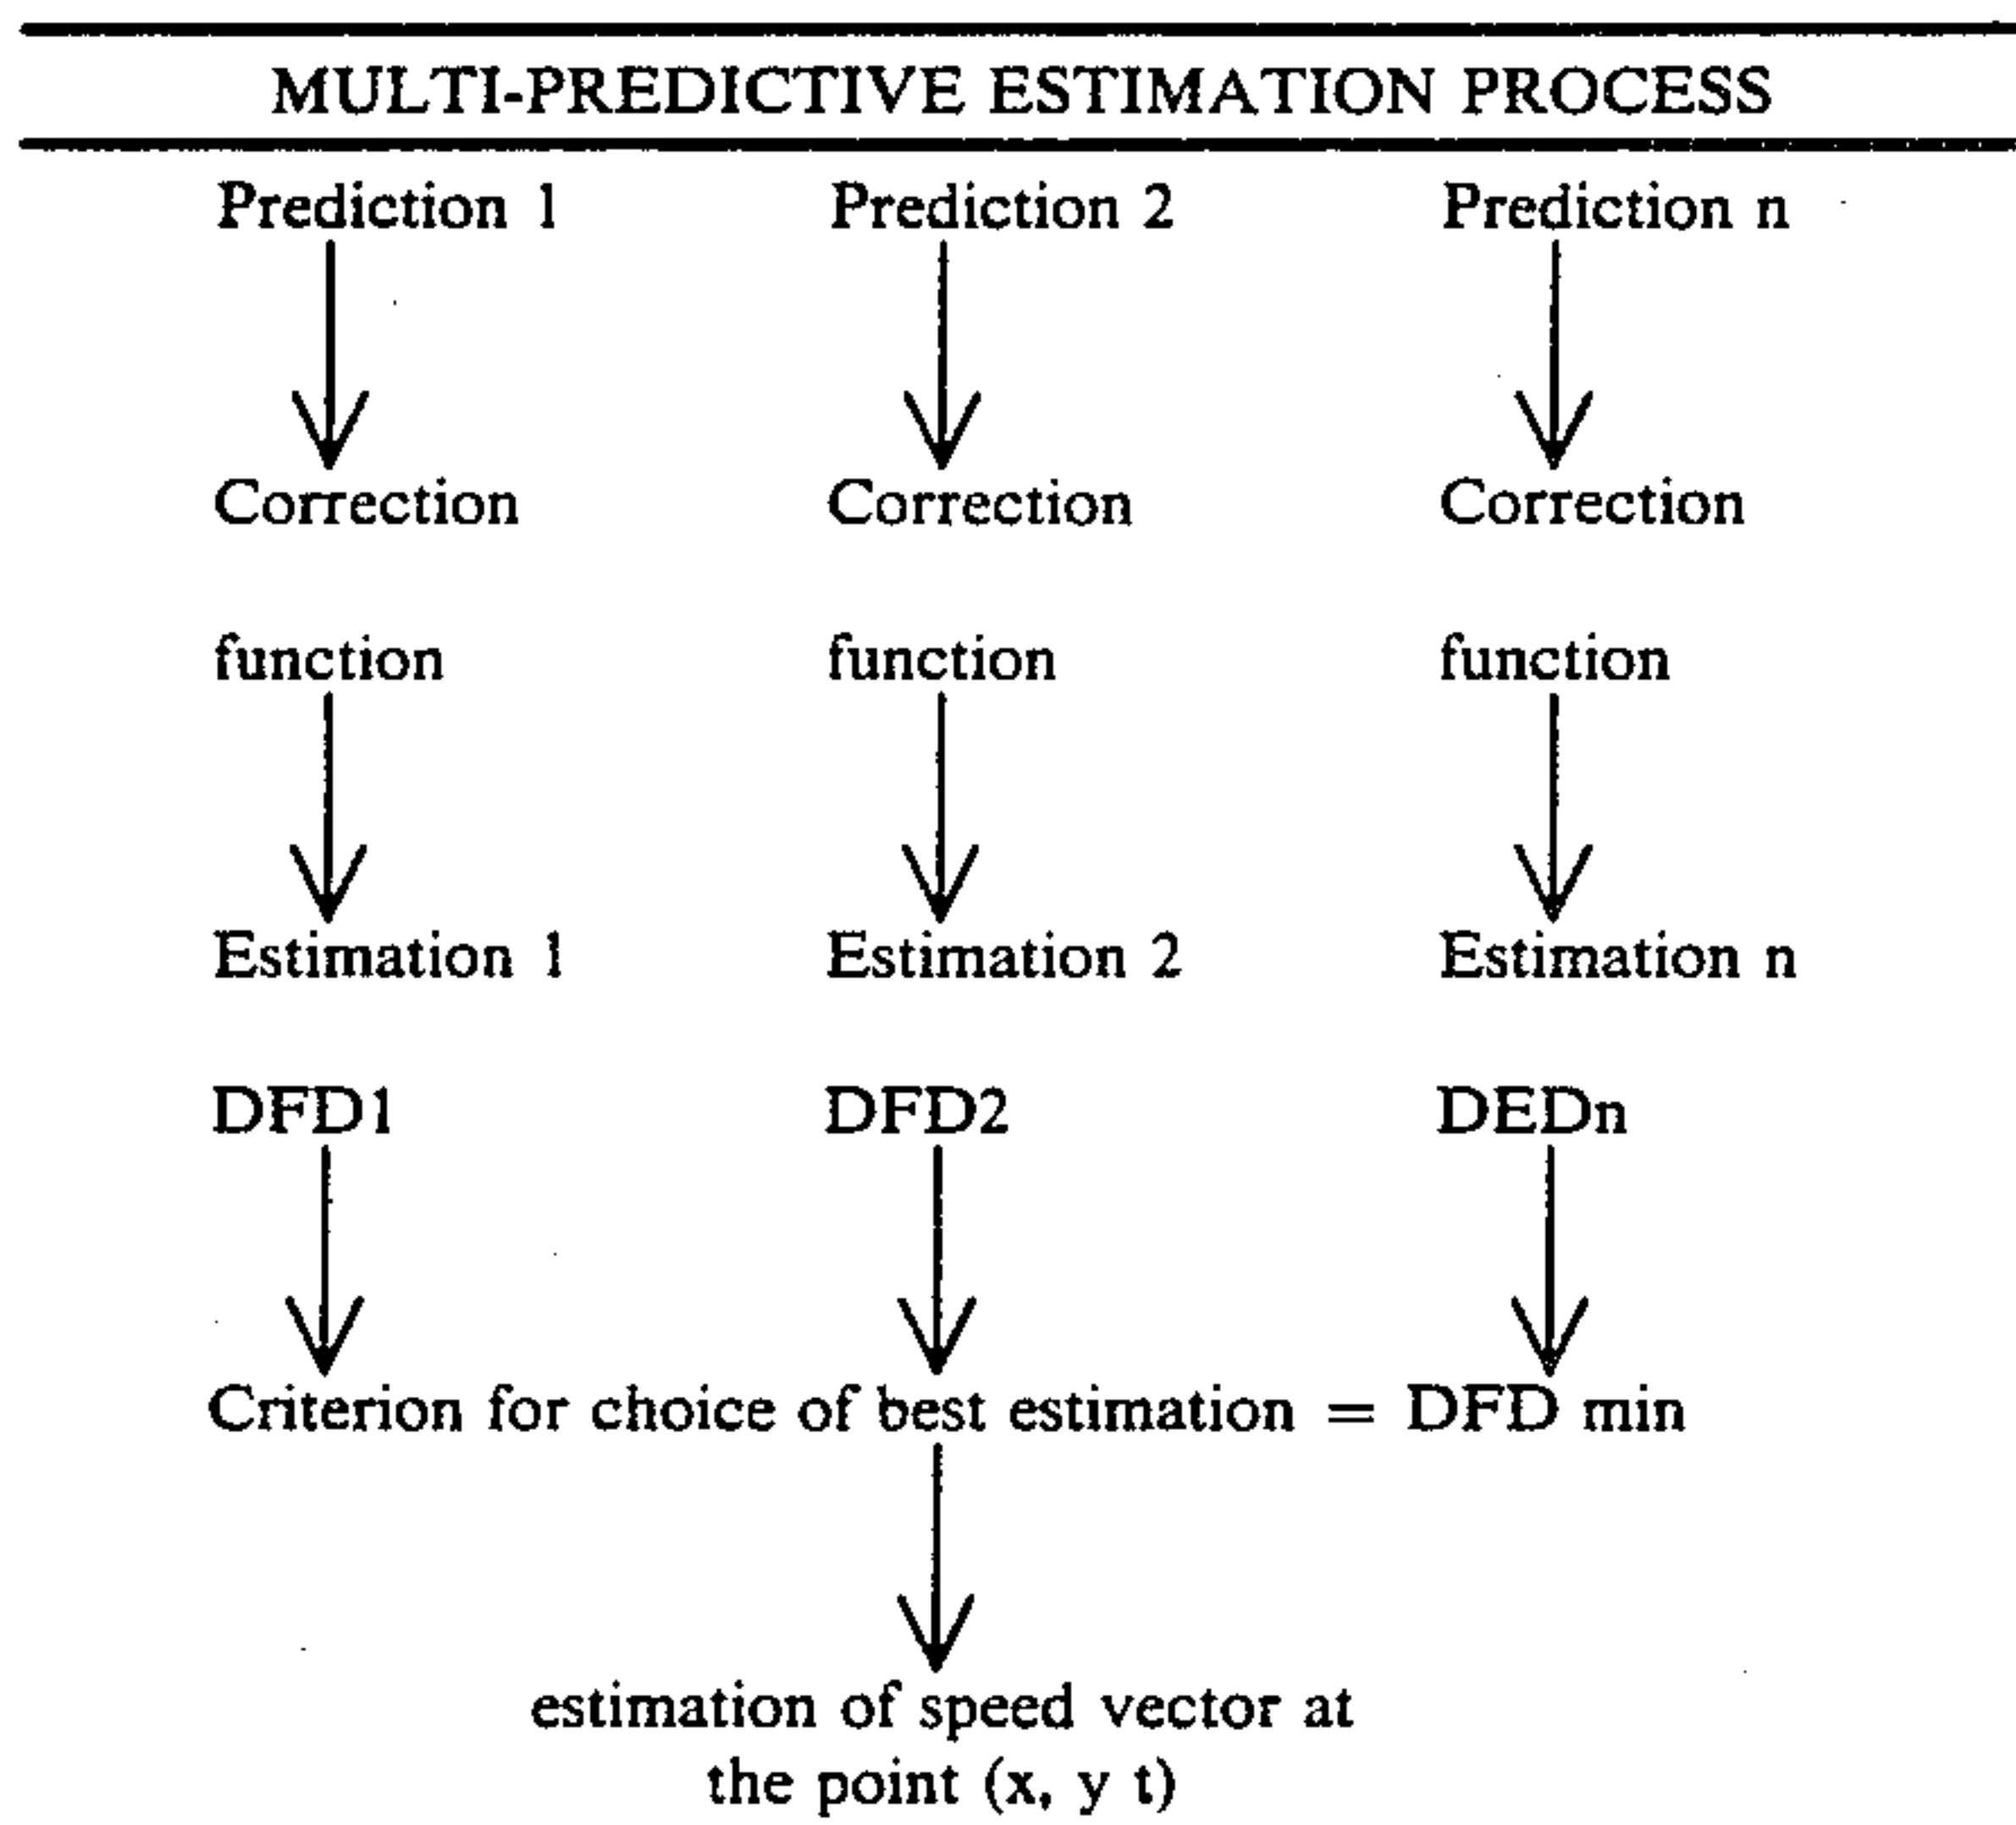 MULTI-PREDICTIVE ESTIMATION PROCESS
Prediction 1 Prediction 2 Prediction n
Correction Correction Correction
function function function
Estimation 1 Estimation 2 Estimation n
DFD1 DFD2 DEDn
Criterion for choice of best estimation = DFD min
estimation of speed vector at
the point (x, y t)